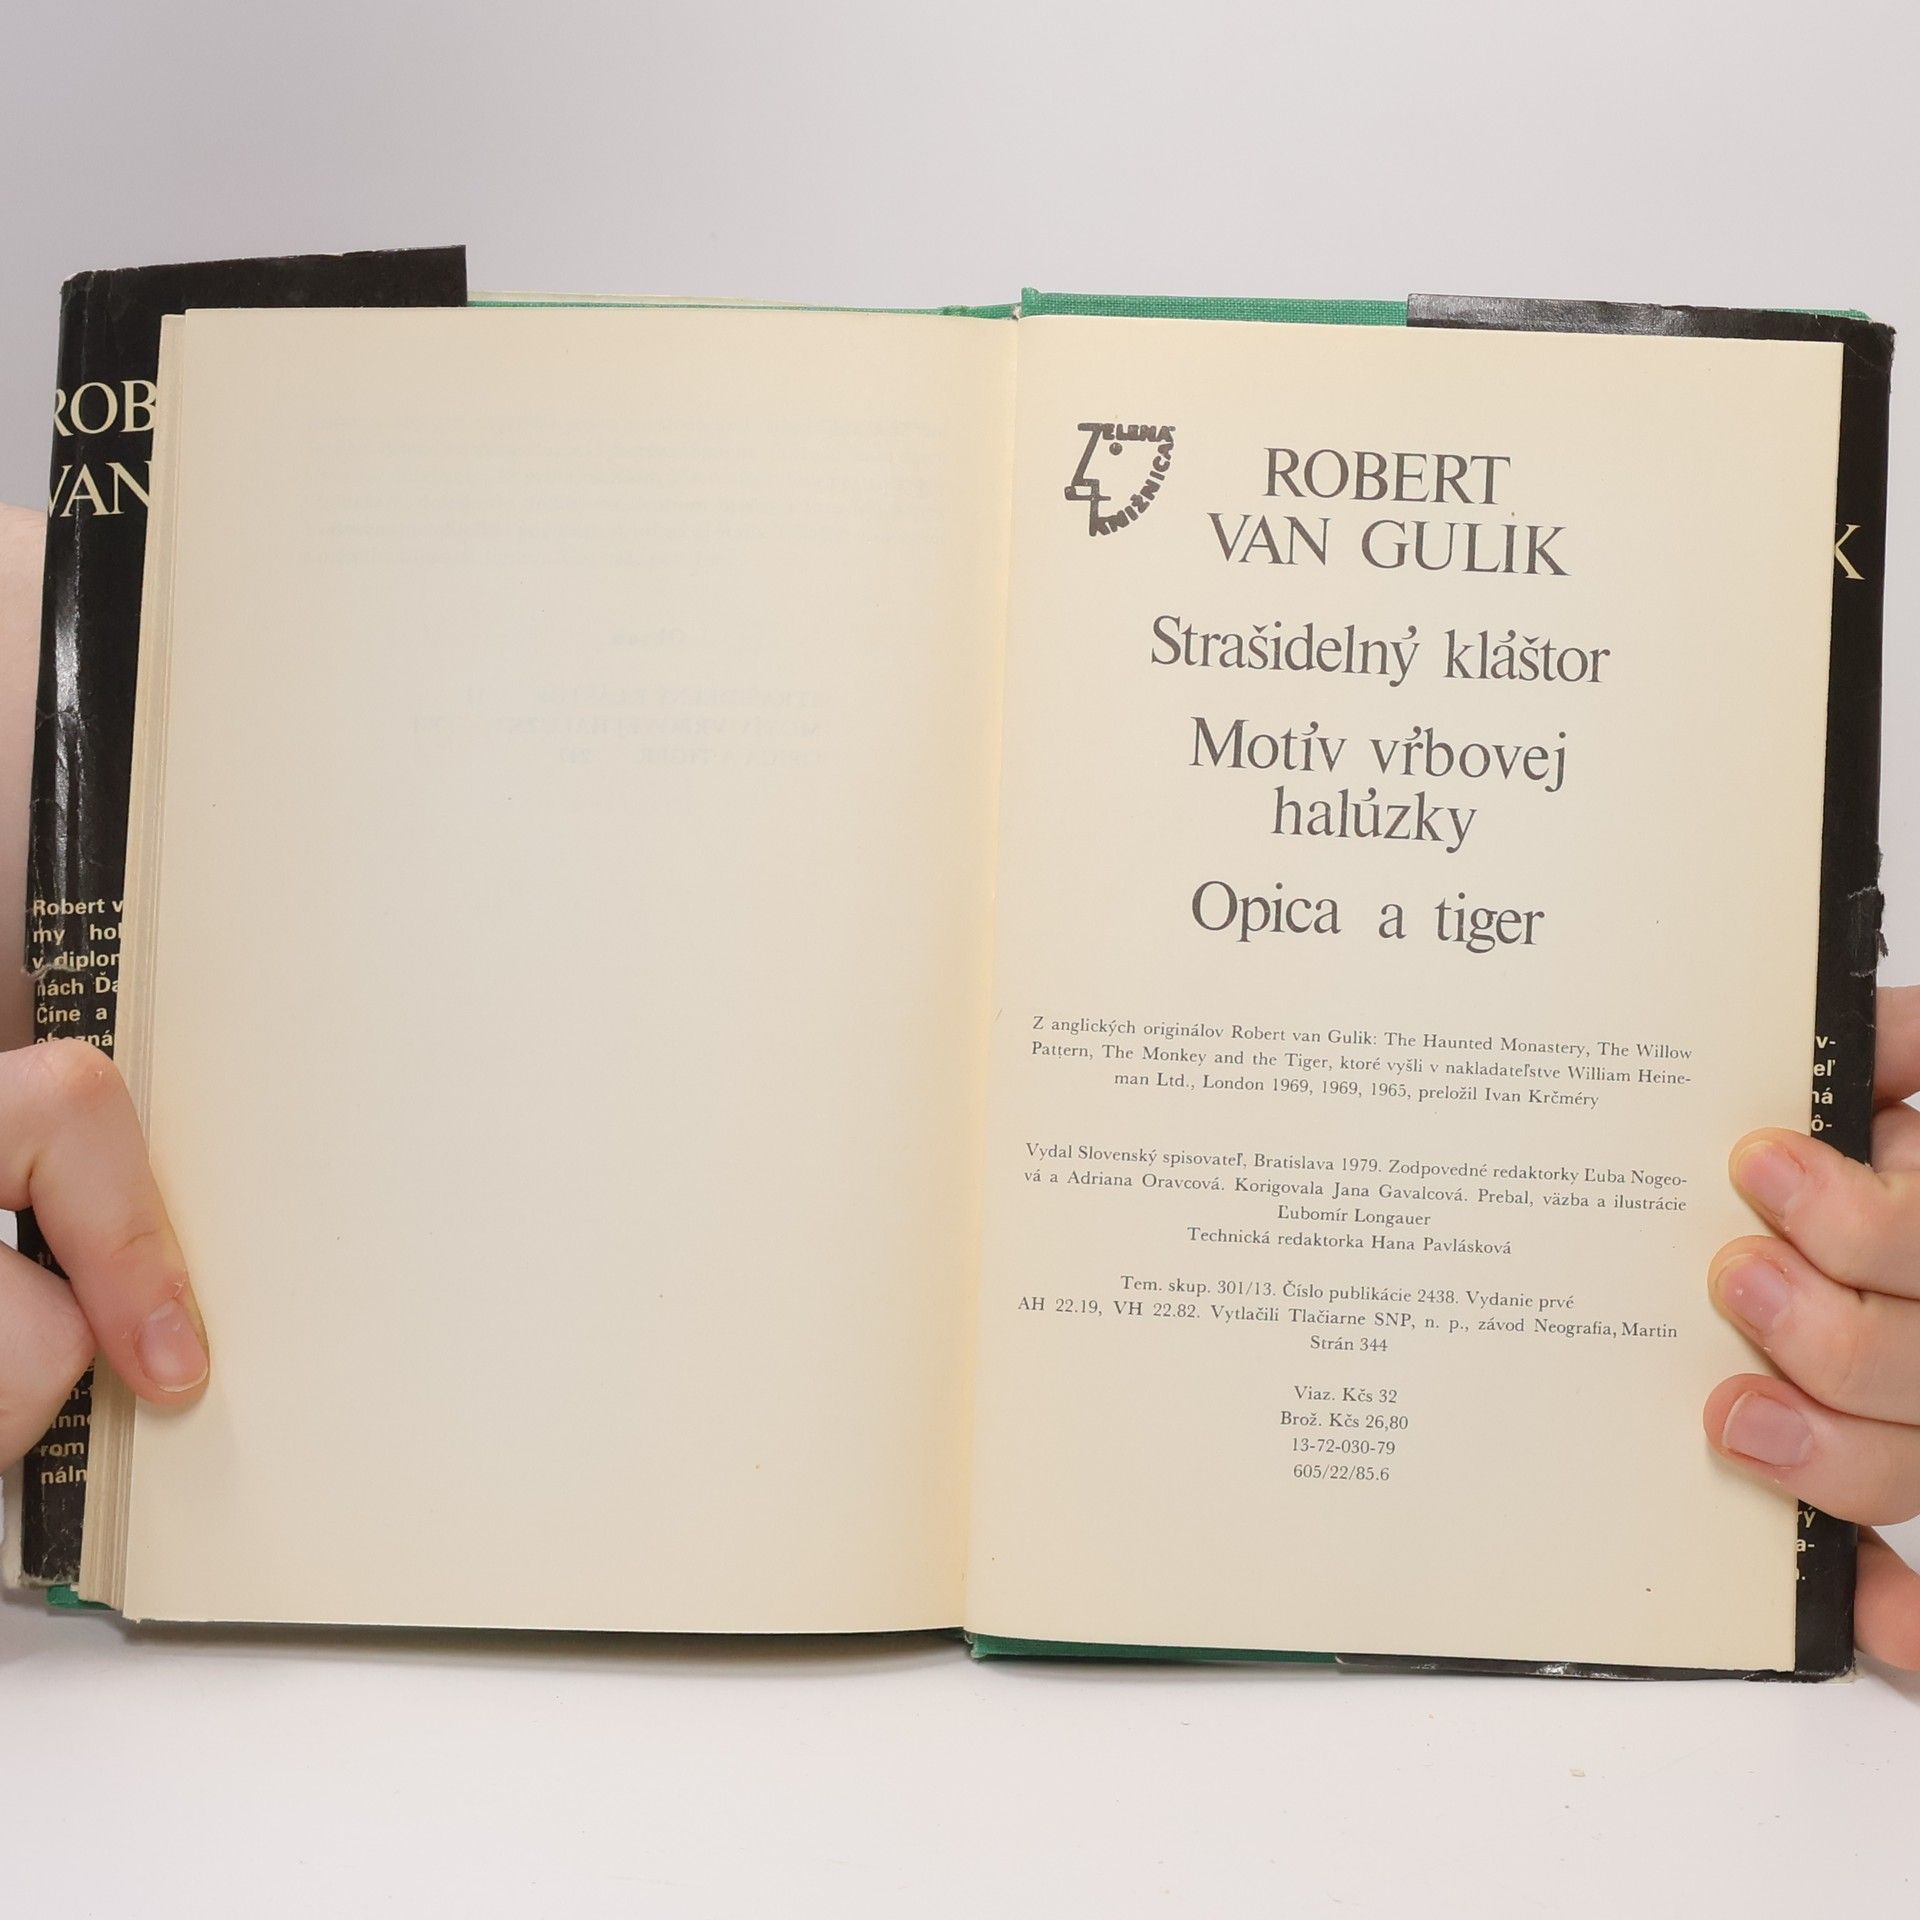 ROB
VAN
Robert v
my hol
v diplom
nách Ďa
Číne a
rom
náln
ZELENÁ
KNIŽNICA
ROBERT
VAN GULIK
Strašidelný kláštor
Motív vŕbovej
halúzky
Opica a tiger
Z anglických originálov Robert van Gulik: The Haunted Monastery, The Willow
Pattern, The Monkey and the Tiger, ktoré vyšli v nakladateľstve William Heine-
man Ltd., London 1969, 1969, 1965, preložil Ivan Krčméry
Vydal Slovenský spisovateľ, Bratislava 1979. Zodpovedné redaktorky Ľuba Nogeo-
vá a Adriana Oravcová. Korigovala Jana Gavalcová. Prebal, väzba a ilustrácie
Ľubomír Longauer
Technická redaktorka Hana Pavlásková
Tem. skup. 301/13. Číslo publikácie 2438. Vydanie prvé
AH 22.19, VH 22.82. Vytlačili Tlačiarne SNP, n. p., závod Neografia, Martin
Strán 344
Viaz. Kčs 32
Brož. Kčs 26,80
13-72-030-79
605/22/85.6
K
v-
eľ
ná
ô-
rý
a-